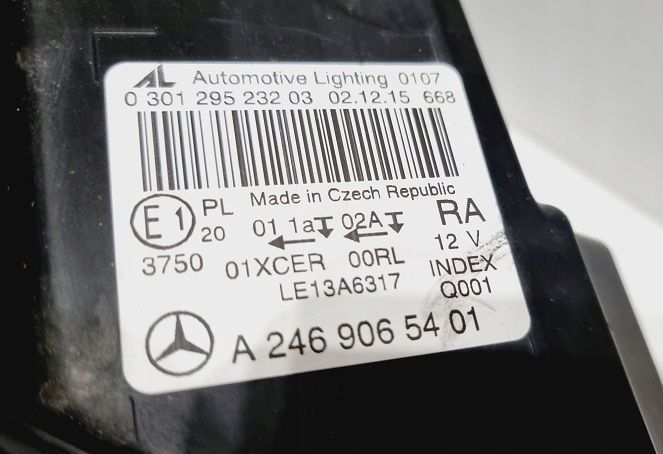 AL Automotive Lighting 0107
0 301 295 232 03 02.12.15 668
Made in Czech Republic
E1 PL 01 1a 02A RA
20 12 V
3750 01XCER 00RL INDEX
LE13A6317 Q001
A 246 906 54 01